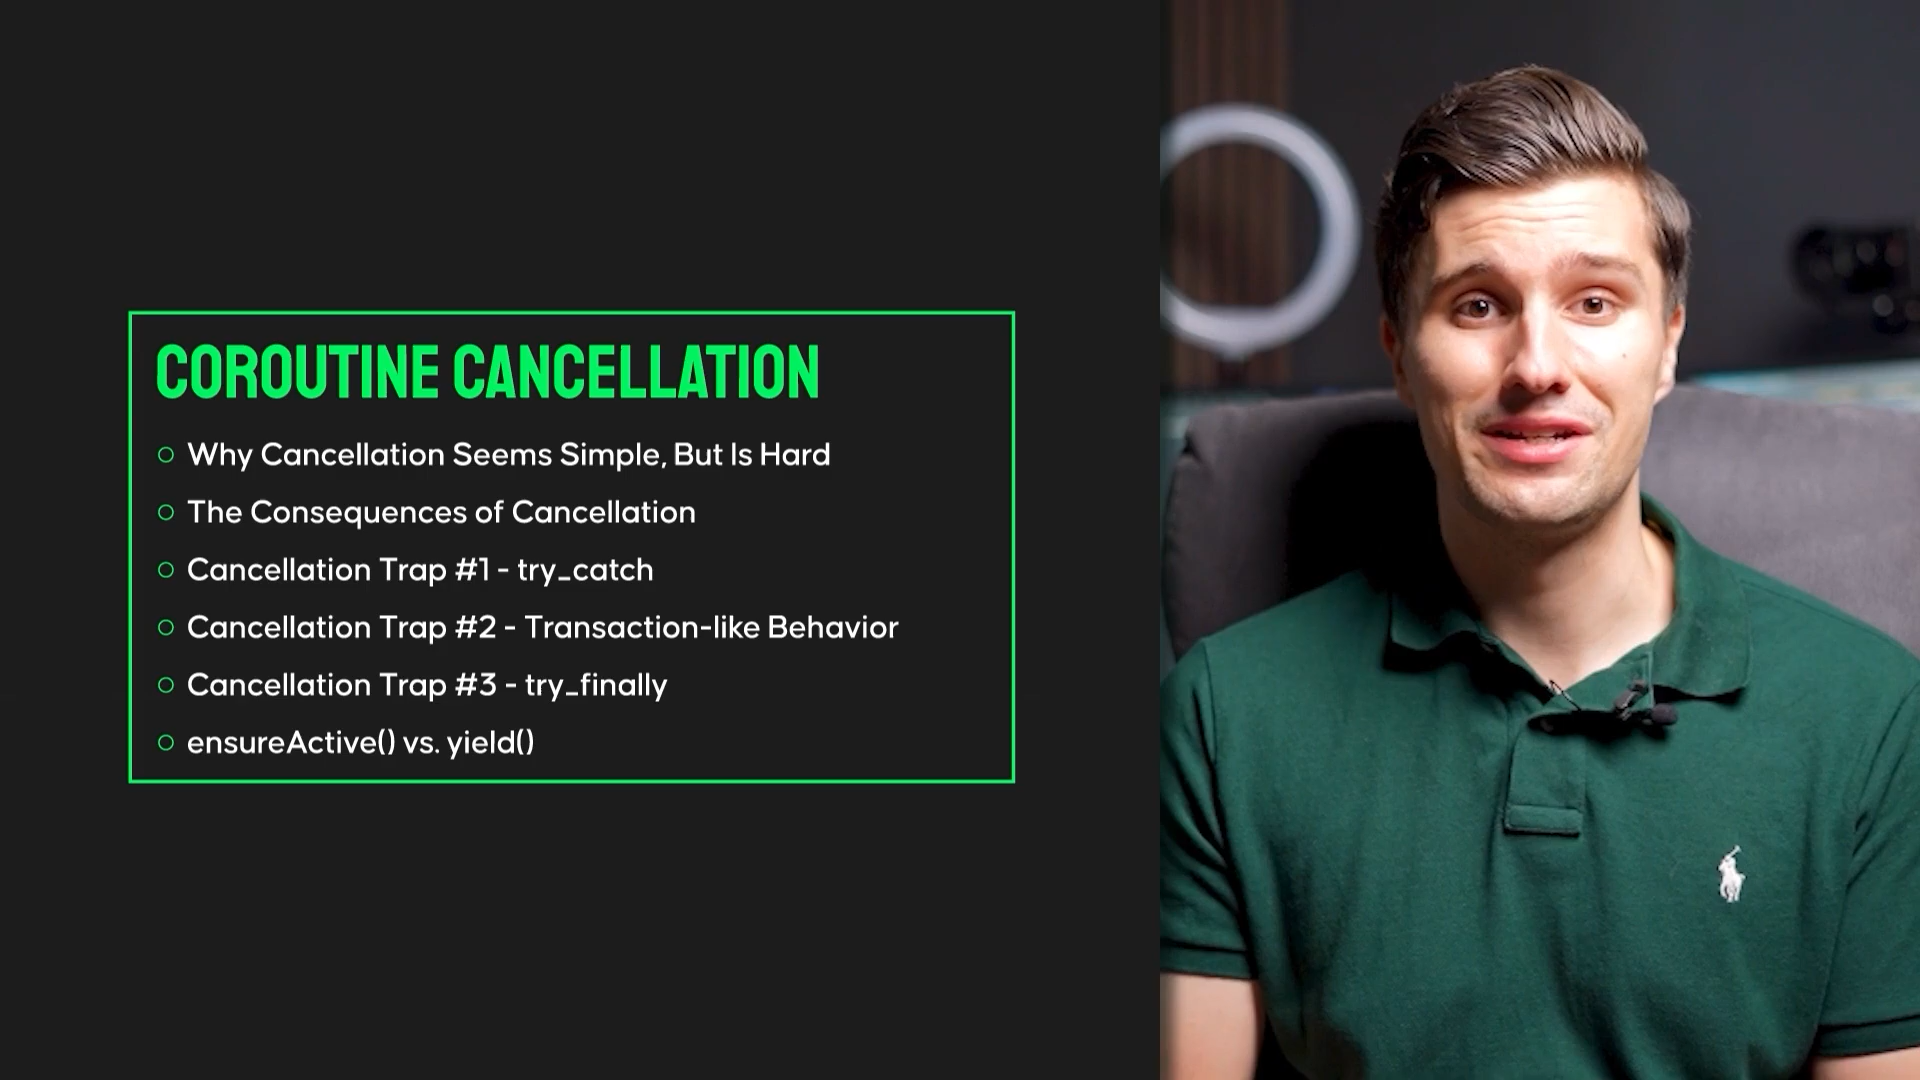 COROUTINE CANCELLATION
Why Cancellation Seems Simple, But Is Hard
The Consequences of Cancellation
Cancellation Trap #1 - try_catch
Cancellation Trap #2 - Transaction-like Behavior
Cancellation Trap #3 - try_finally
ensureActive() vs. yield()